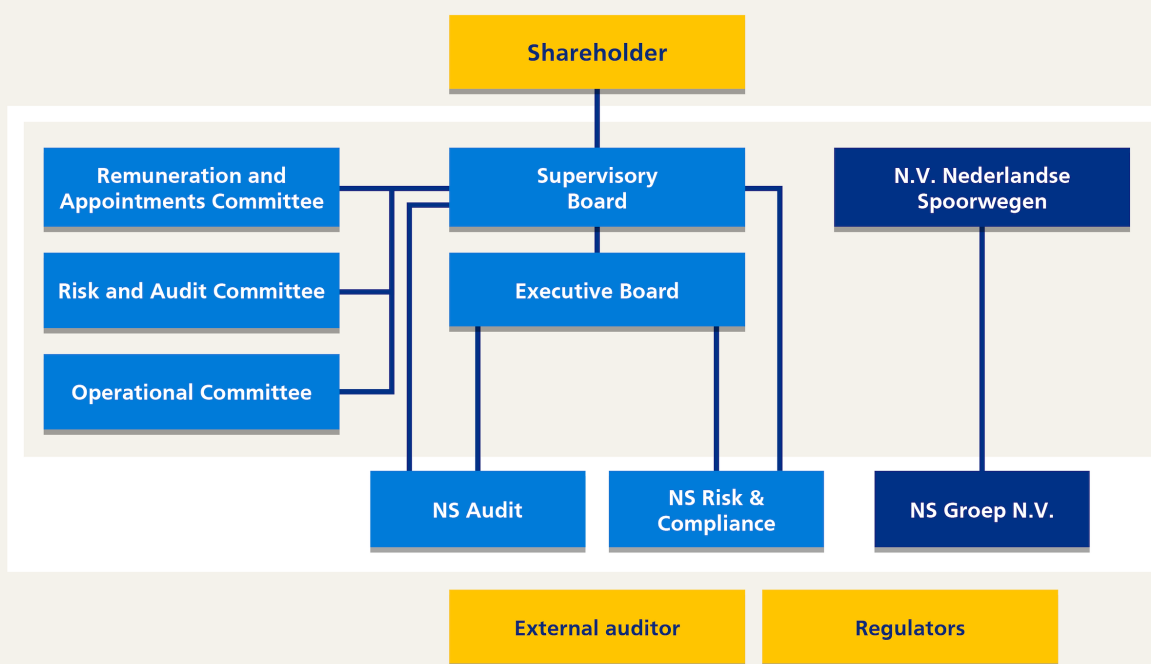 Shareholder
Remuneration and
Appointments Committee
Supervisory
Board
N.V. Nederlandse
Spoorwegen
Risk and Audit Committee
Executive Board
Operational Committee
NS Audit
NS Risk &
Compliance
NS Groep N.V.
External auditor
Regulators